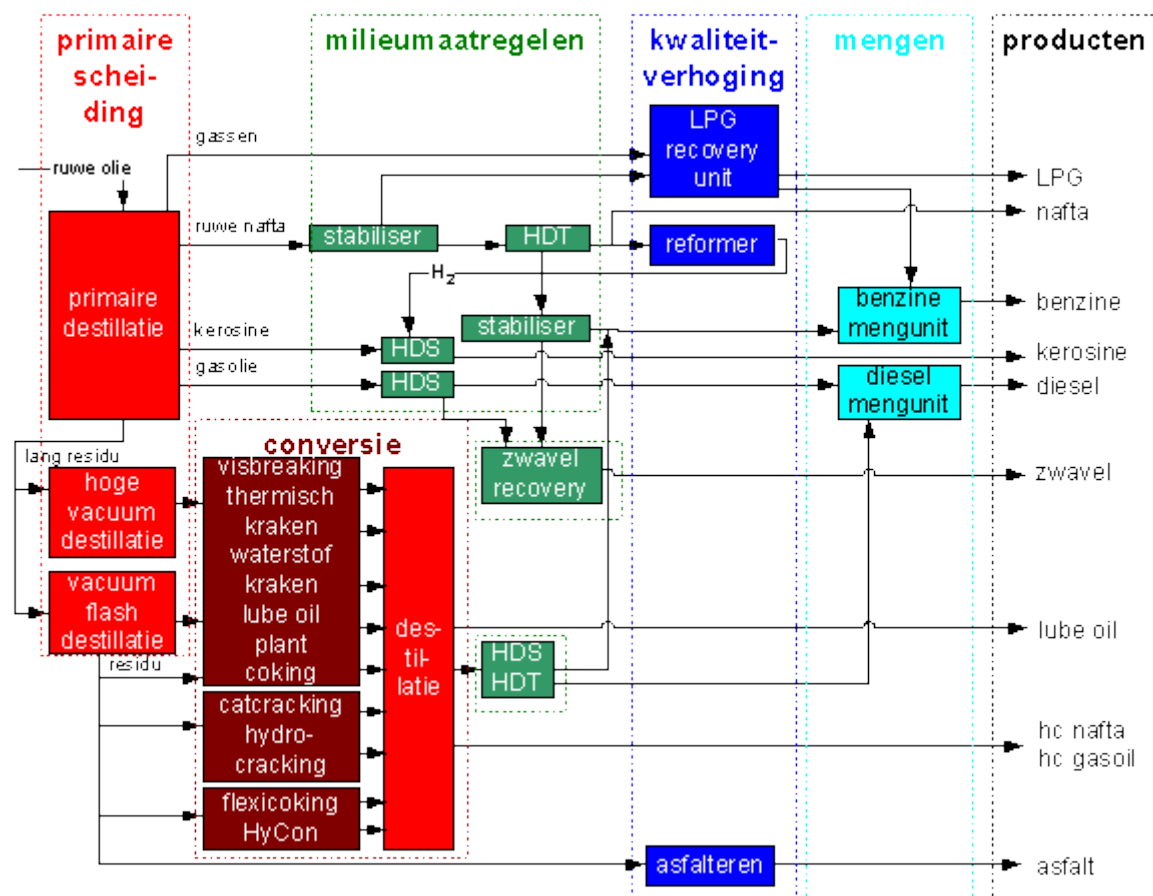 primaire
schei-
ding
milieumaatregelen
kwaliteit-
verhoging
mengen
producten
gassen
LPG
recovery
unit
ruwe olie
LPG
nafta
ruwe nafta
stabiliser
HDT
reformer
H2
primaire
destillatie
benzine
mengunit
benzine
kerosine
stabiliser
HDS
kerosine
gasolie
HDS
diesel
mengunit
diesel
conversie
lang residu
hoge
vacuum
destillatie
visbreaking
thermisch
kraken
waterstof
kraken
lube oil
plant
coking
zwavel
recovery
zwavel
vacuum
flash
destillatie
residu
des-
til-
latie
HDS
HDT
lube oil
catcracking
hydro-
cracking
hc nafta
hc gasoil
flexicoking
HyCon
asfalteren
asfalt